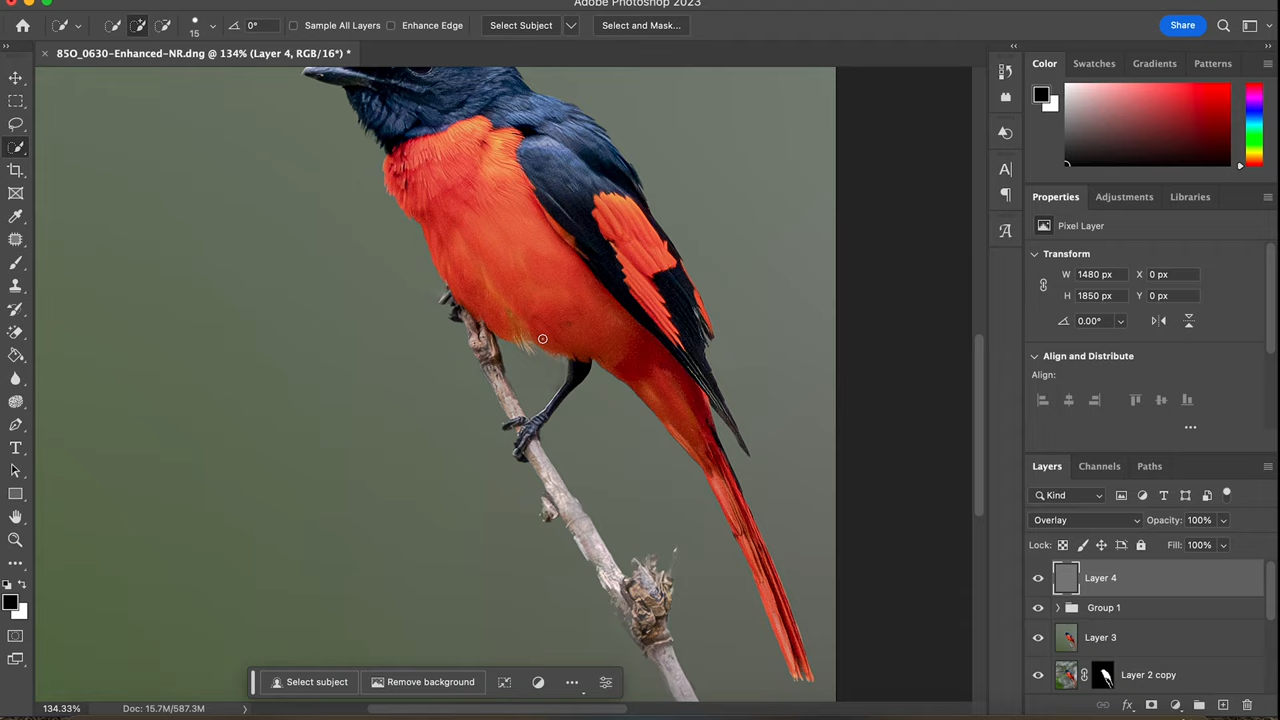 Adobe Photoshop 2023
15
0°
Sample All Layers
Enhance Edge
Select Subject
Select and Mask...
Share
85O_0630-Enhanced-NR.dng @ 134% (Layer 4, RGB/16*) *
Color
Swatches
Gradients
Patterns
Properties
Adjustments
Libraries
Pixel Layer
Transform
W 1480 px X 0 px
H 1850 px Y 0 px
0.00°
Align and Distribute
Align:
Layers
Channels
Paths
Kind
Overlay
Opacity: 100%
Lock:
Fill: 100%
Layer 4
Group 1
Layer 3
Layer 2 copy
Select subject
Remove background
134.33%
Doc: 15.7M/587.3M